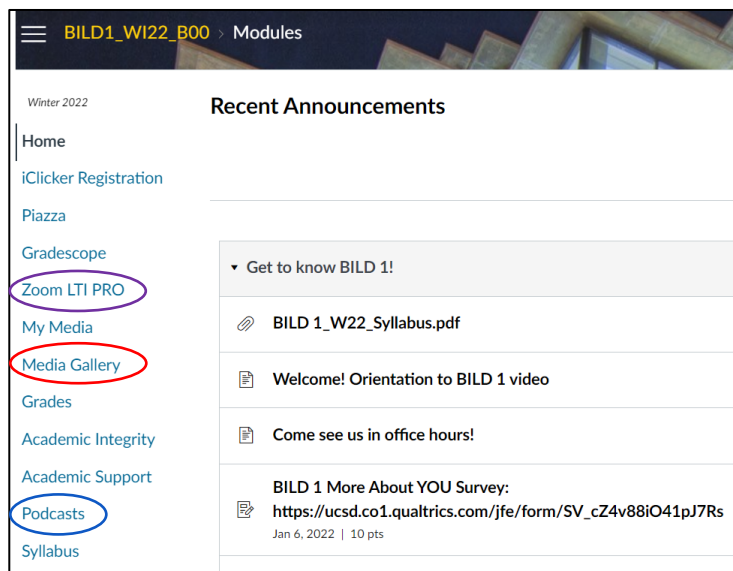 BILD1_WI22_B00 > Modules
Winter 2022
Home
iClicker Registration
Piazza
Gradescope
Zoom LTI PRO
My Media
Media Gallery
Grades
Academic Integrity
Academic Support
Podcasts
Syllabus
Recent Announcements
Get to know BILD 1!
BILD 1_W22_Syllabus.pdf
Welcome! Orientation to BILD 1 video
Come see us in office hours!
BILD 1 More About YOU Survey:
https://ucsd.co1.qualtrics.com/jfe/form/SV_cZ4v88iO41pJ7Rs
Jan 6, 2022 | 10 pts